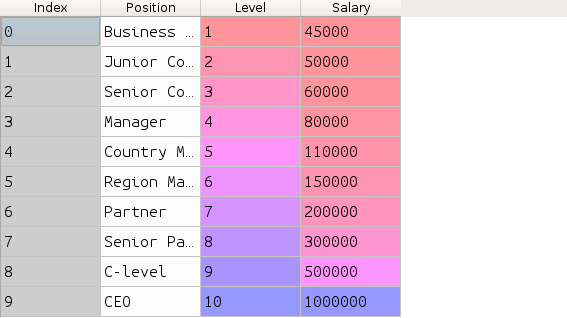 Index Position Level Salary
0 Business ... 1 45000
1 Junior Co... 2 50000
2 Senior Co... 3 60000
3 Manager 4 80000
4 Country M... 5 110000
5 Region Ma... 6 150000
6 Partner 7 200000
7 Senior Pa... 8 300000
8 C-level 9 500000
9 CEO 10 1000000